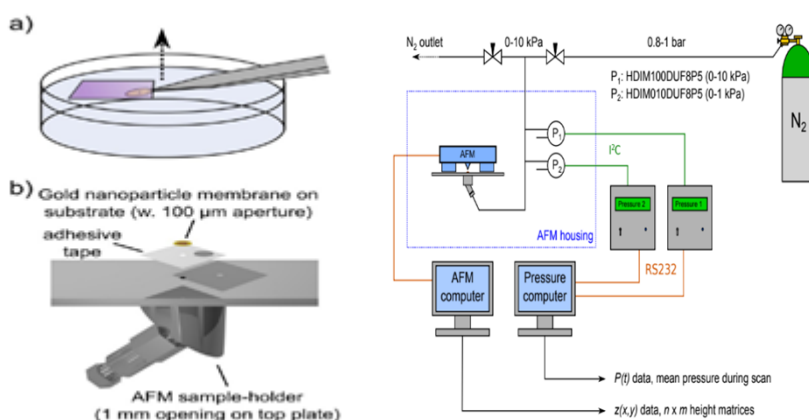 a)
b)
Gold nanoparticle membrane on
substrate (w. 100 µm aperture)
adhesive
tape
AFM sample-holder
(1 mm opening on top plate)
N₂ outlet
0-10 kPa
0.8-1 bar
P₁: HDIM100DUF8P5 (0-10 kPa)
P₂: HDIM010DUF8P5 (0-1 kPa)
N₂
P₁
AFM
I²C
P₂
Pressure 2
Pressure 1
AFM housing
RS232
AFM
computer
Pressure
computer
P(t) data, mean pressure during scan
z(x,y) data, n x m height matrices